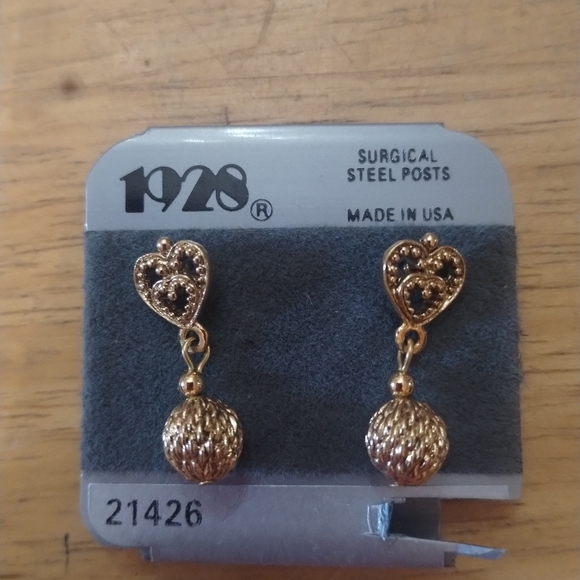 1928®
SURGICAL
STEEL POSTS
MADE IN USA
21426